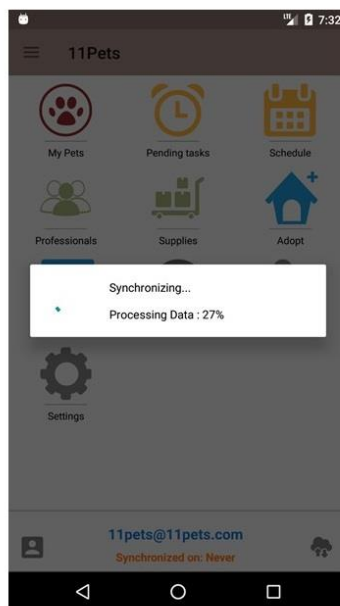 LTE 7:32
11Pets
My Pets Pending tasks Schedule
Professionals Supplies Adopt
Synchronizing...
Processing Data : 27%
Settings
11pets@11pets.com
Synchronized on: Never